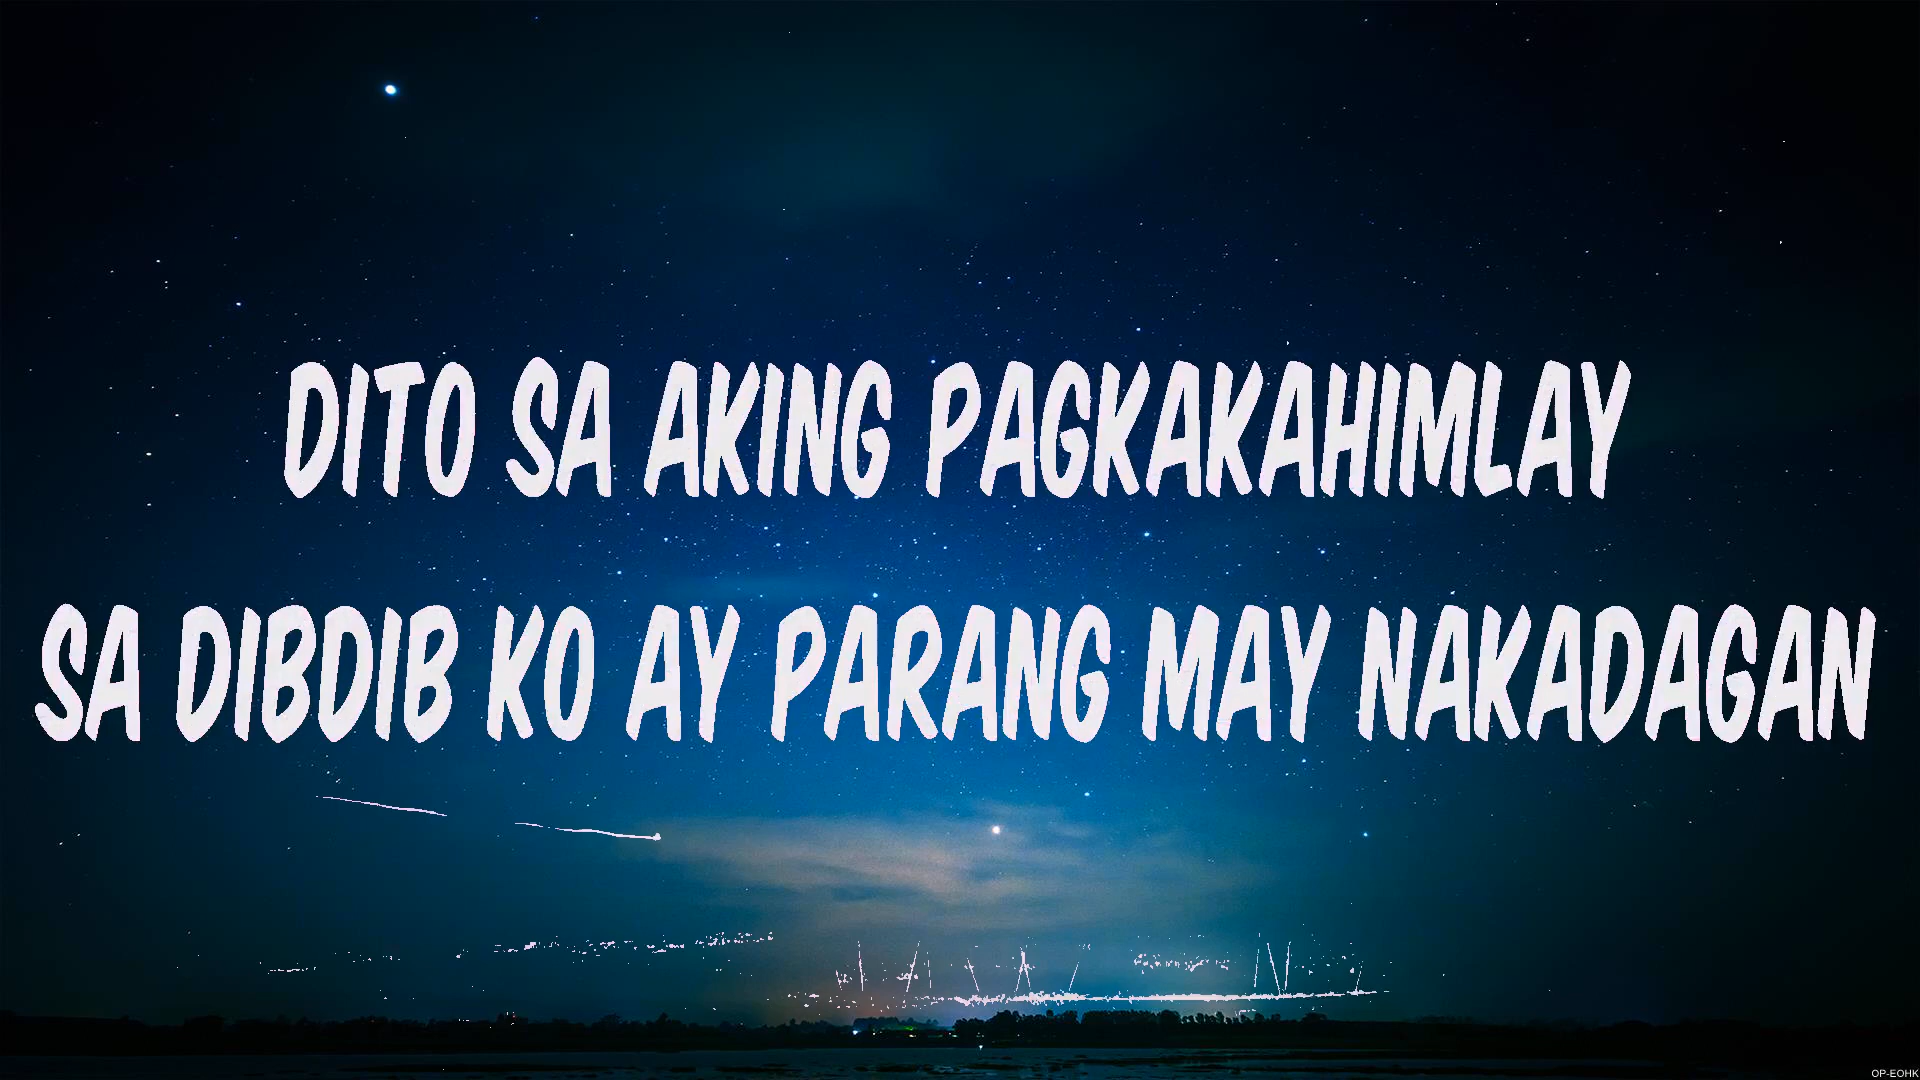 DITO SA AKING PAGKAKAHIMLAY
SA DIBDIB KO AY PARANG MAY NAKADAGAN
OP-EOHK